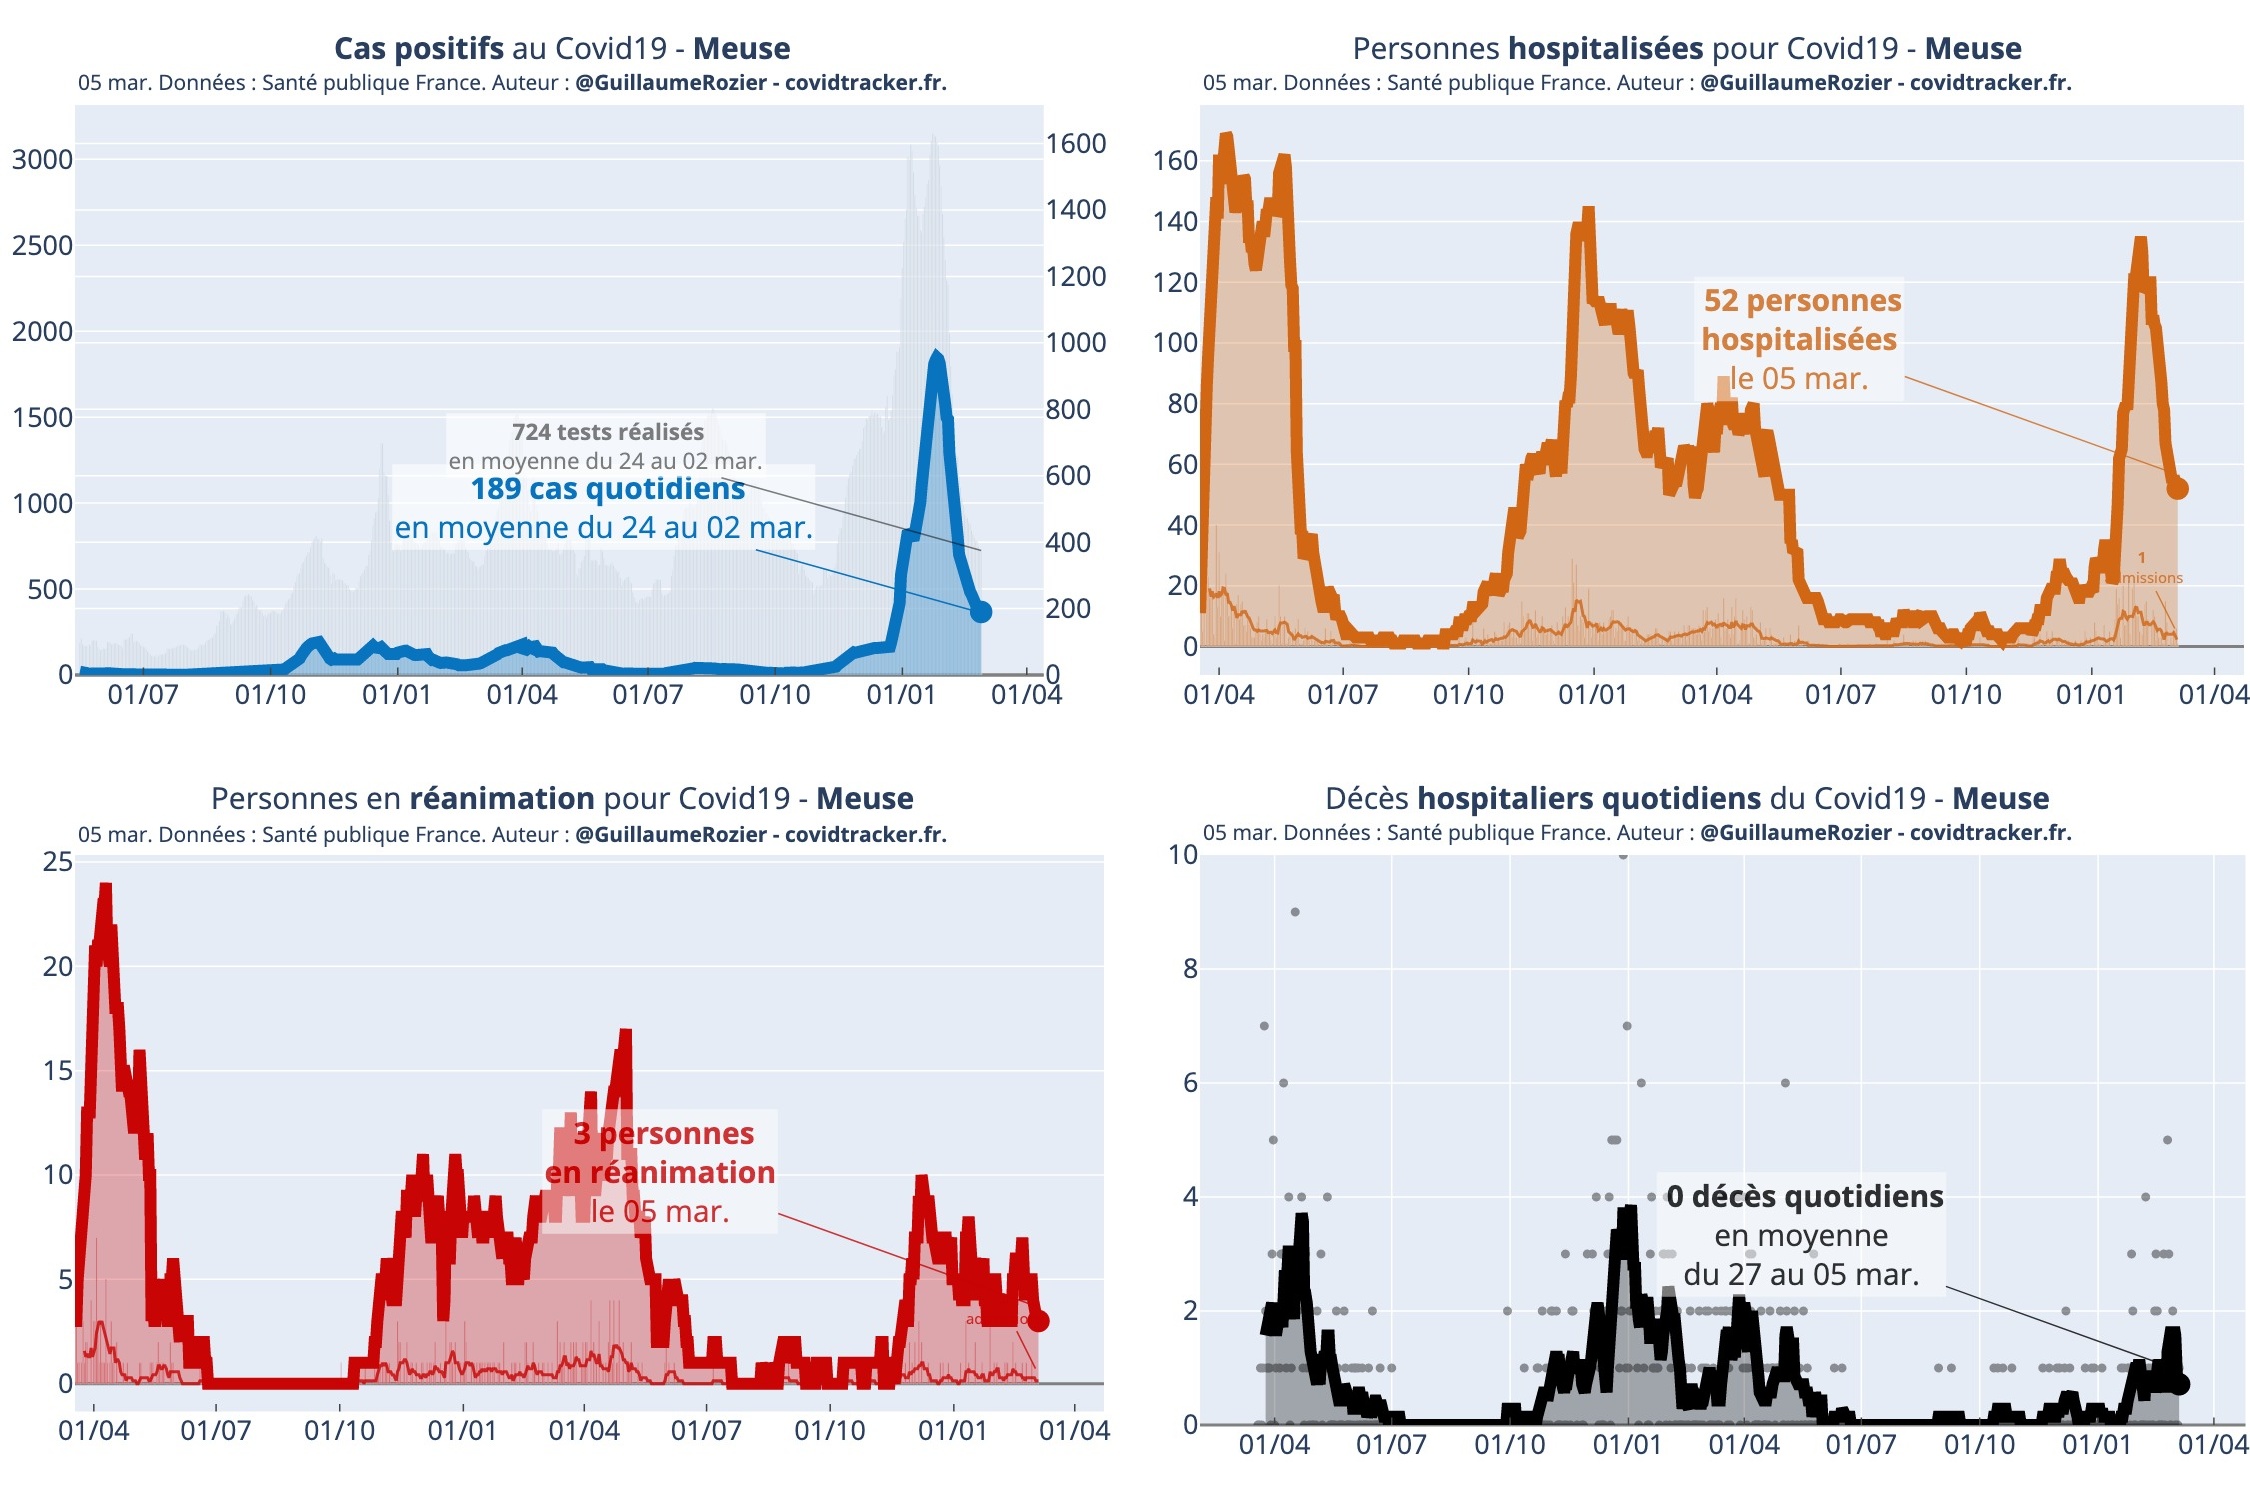 Cas positifs au Covid19 - Meuse
05 mar. Données : Santé publique France. Auteur : @GuillaumeRozier - covidtracker.fr.
3000
2500
2000
1500
1000
500
0
1600
1400
1200
1000
800
600
400
200
0
724 tests réalisés
en moyenne du 24 au 02 mar.
189 cas quotidiens
en moyenne du 24 au 02 mar.
01/07 01/10 01/01 01/04 01/07 01/10 01/01 01/04
Personnes hospitalisées pour Covid19 - Meuse
05 mar. Données : Santé publique France. Auteur : @GuillaumeRozier - covidtracker.fr.
160
140
120
100
80
60
40
20
0
52 personnes
hospitalisées
le 05 mar.
1
01/04 01/07 01/10 01/01 01/04 01/07 01/10 01/01 01/04
Personnes en réanimation pour Covid19 - Meuse
05 mar. Données : Santé publique France. Auteur : @GuillaumeRozier - covidtracker.fr.
25
20
15
10
5
0
3 personnes
en réanimation
le 05 mar.
01/04 01/07 01/10 01/01 01/04 01/07 01/10 01/01 01/04
Décès hospitaliers quotidiens du Covid19 - Meuse
05 mar. Données : Santé publique France. Auteur : @GuillaumeRozier - covidtracker.fr.
10
8
6
4
2
0
0 décès quotidiens
en moyenne
du 27 au 05 mar.
01/04 01/07 01/10 01/01 01/04 01/07 01/10 01/01 01/04